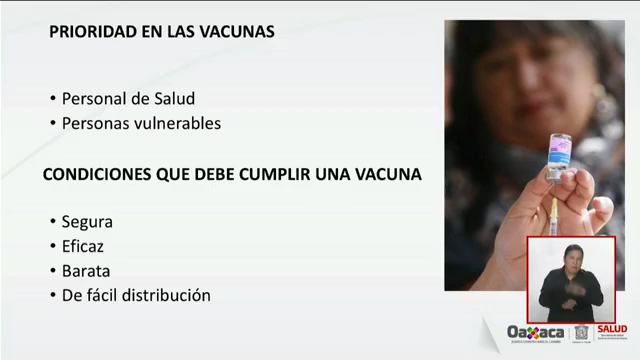 PRIORIDAD EN LAS VACUNAS
• Personal de Salud
• Personas vulnerables
CONDICIONES QUE DEBE CUMPLIR UNA VACUNA
• Segura
• Eficaz
• Barata
• De fácil distribución
Oaxaca
SALUD